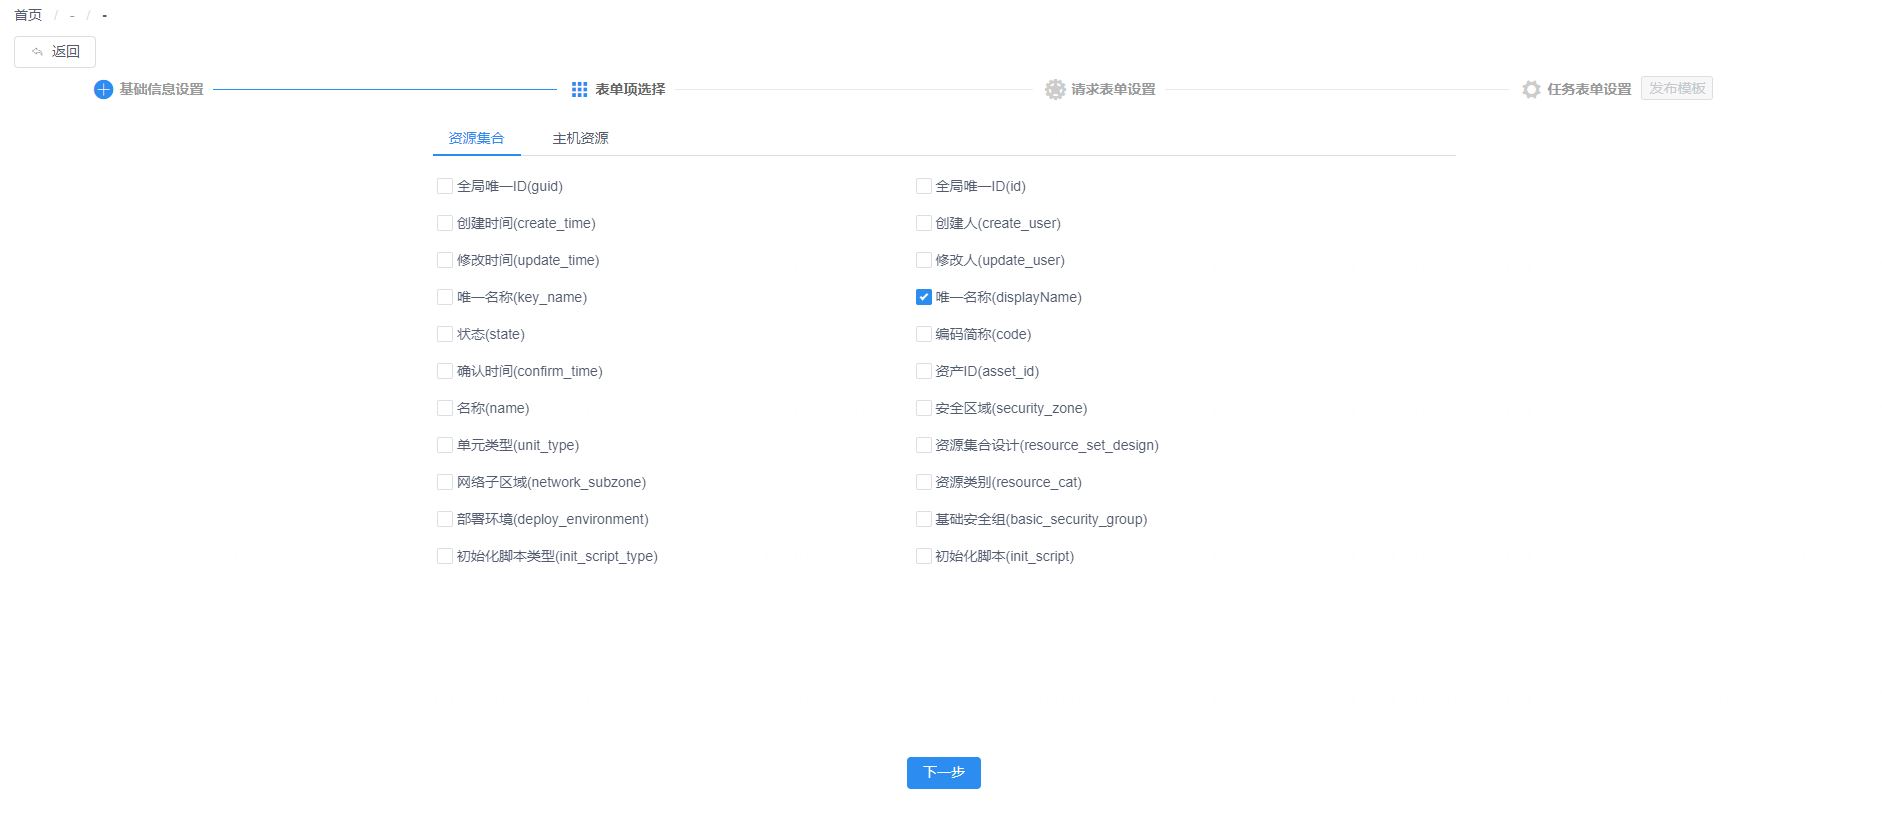 首页 / - / -
返回
基础信息设置 表单项选择 请求表单设置 任务表单设置 发布模板
资源集合 主机资源
全局唯一ID(guid) 全局唯一ID(id)
创建时间(create_time) 创建人(create_user)
修改时间(update_time) 修改人(update_user)
唯一名称(key_name) 唯一名称(displayName)
状态(state) 编码简称(code)
确认时间(confirm_time) 资产ID(asset_id)
名称(name) 安全区域(security_zone)
单元类型(unit_type) 资源集合设计(resource_set_design)
网络子区域(network_subzone) 资源类别(resource_cat)
部署环境(deploy_environment) 基础安全组(basic_security_group)
初始化脚本类型(init_script_type) 初始化脚本(init_script)
下一步